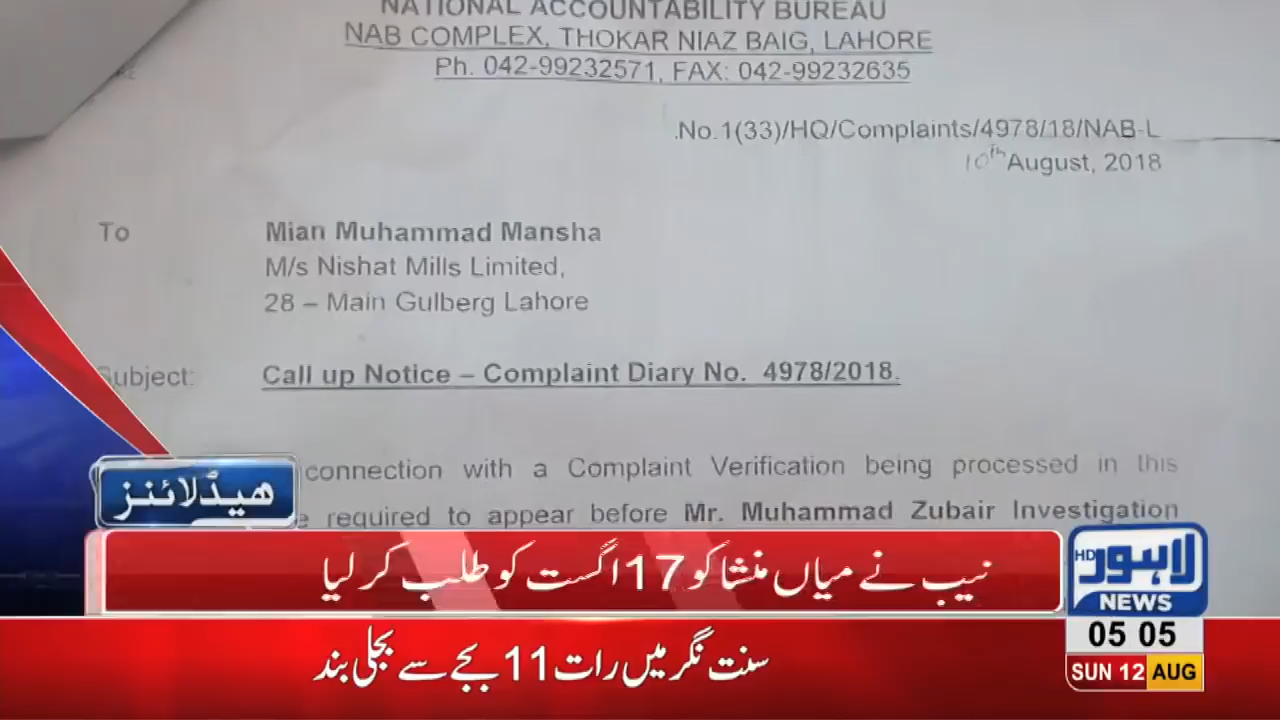 NATIONAL ACCOUNTABILITY BUREAU
NAB COMPLEX, THOKAR NIAZ BAIG, LAHORE
Ph. 042-99232571, FAX: 042-99232635
.No.1(33)/HQ/Complaints/4978/18/NAB-L
10th August, 2018
To
Mian Muhammad Mansha
M/s Nishat Mills Limited,
28 – Main Gulberg Lahore
Subject:
Call up Notice – Complaint Diary No. 4978/2018.
connection with a Complaint Verification being processed in this
required to appear before Mr. Muhammad Zubair Investigation
ھیڈلائنز
نیب نے میاں منشا کو 17 اگست کو طلب کر لیا
سنت نگر میں رات 11 بجے سے بجلی بند
لاہور HD
NEWS
05 05
SUN 12 AUG